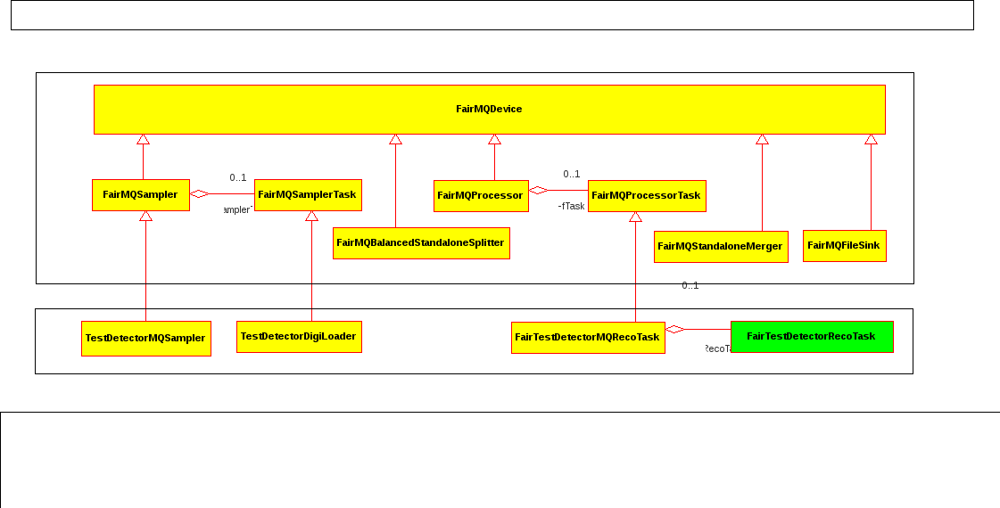 FairMQDevice
0..1
0..1
FairMQSampler
FairMQSamplerTask
FairMQProcessor
FairMQProcessorTask
-fTask
FairMQBalancedStandaloneSplitter
FairMQStandaloneMerger
FairMQFileSink
0..1
TestDetectorMQSampler
TestDetectorDigiLoader
FairTestDetectorMQRecoTask
FairTestDetectorRecoTask